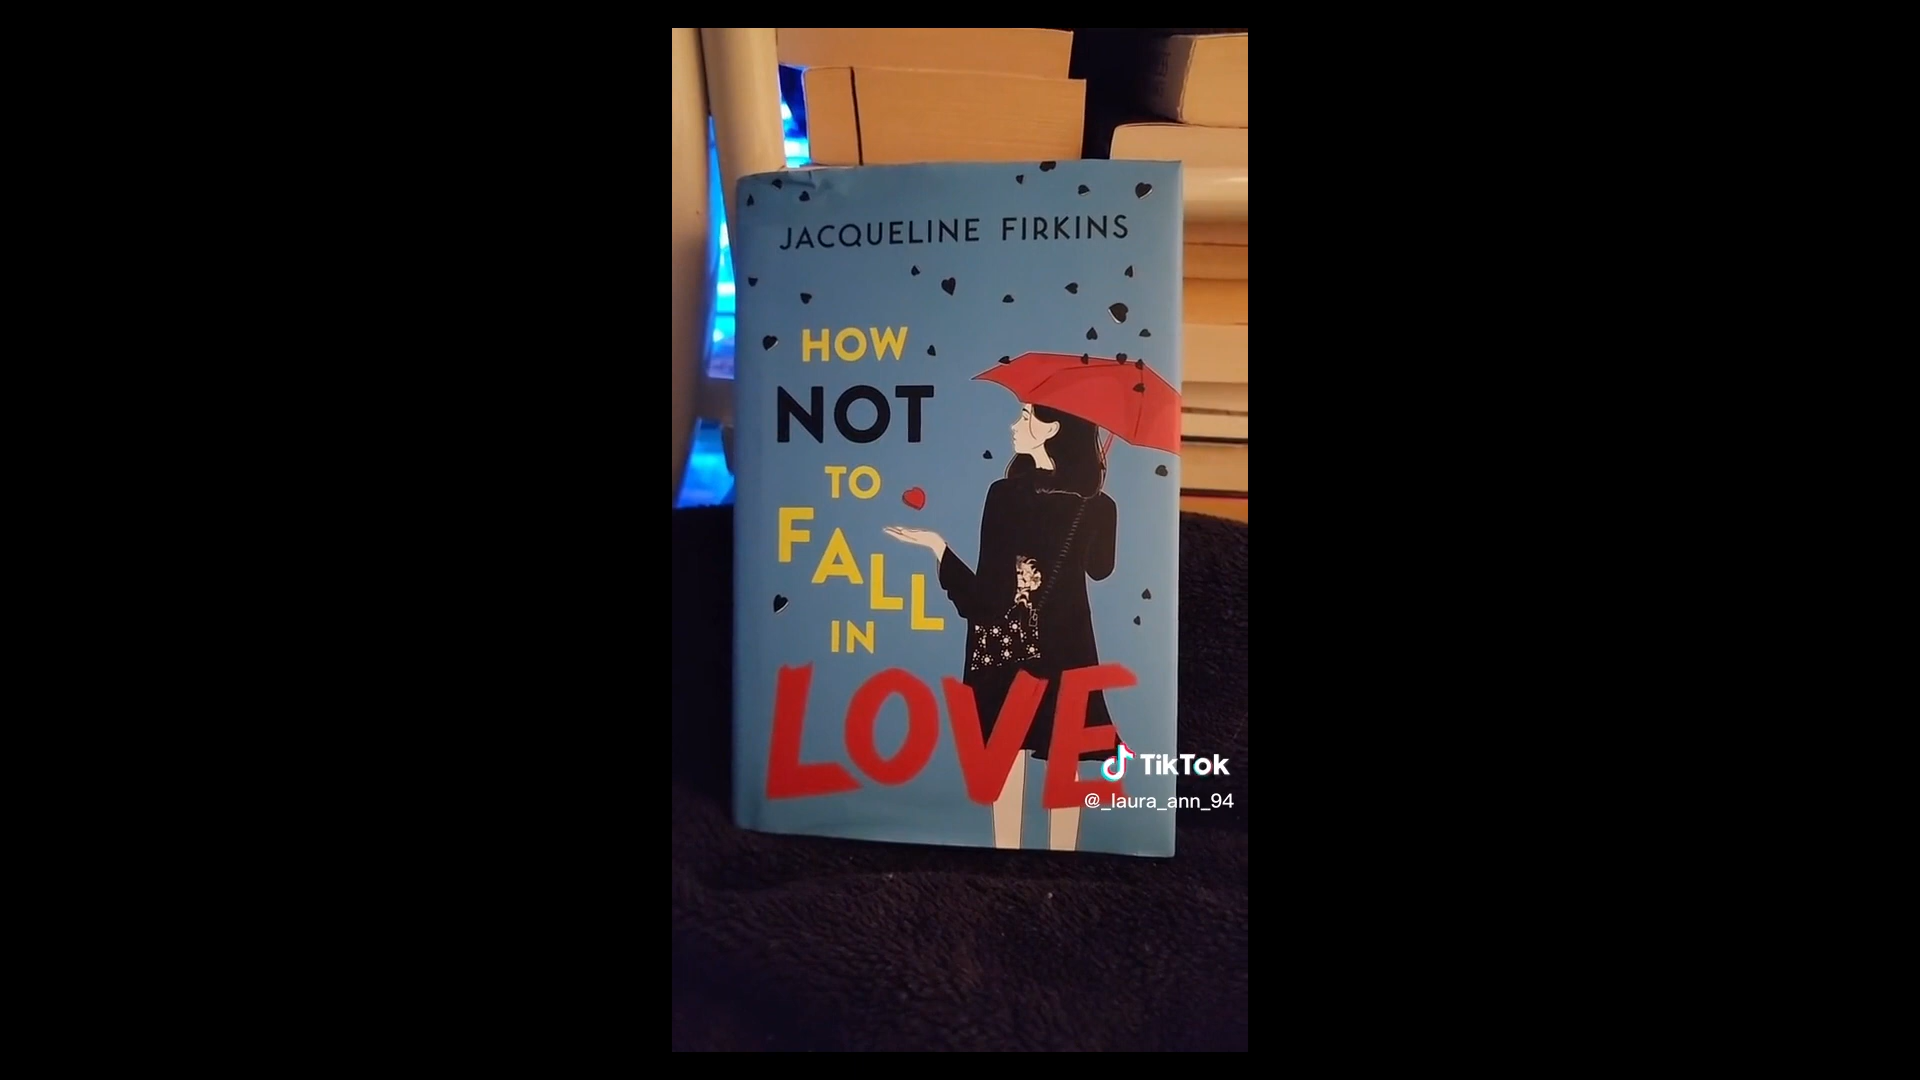 JACQUELINE FIRKINS
HOW
NOT
TO
FALL
IN
LOVE
TikTok
@_laura_ann_94